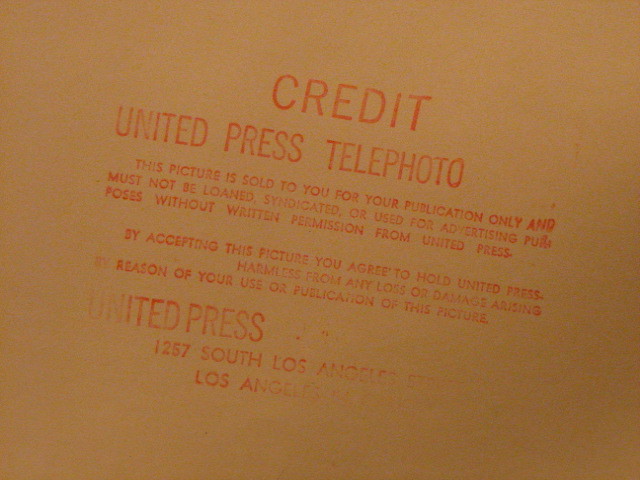 CREDIT
UNITED PRESS TELEPHOTO
THIS PICTURE IS SOLD TO YOU FOR YOUR PUBLICATION ONLY AND
MUST NOT BE LOANED, SYNDICATED, OR USED FOR ADVERTISING PUR-
POSES WITHOUT WRITTEN PERMISSION FROM UNITED PRESS.
BY ACCEPTING THIS PICTURE YOU AGREE TO HOLD UNITED PRESS
HARMLESS FROM ANY LOSS OR DAMAGE ARISING
BY REASON OF YOUR USE OR PUBLICATION OF THIS PICTURE.
UNITED PRESS
1257 SOUTH LOS ANGELES
LOS ANGELES